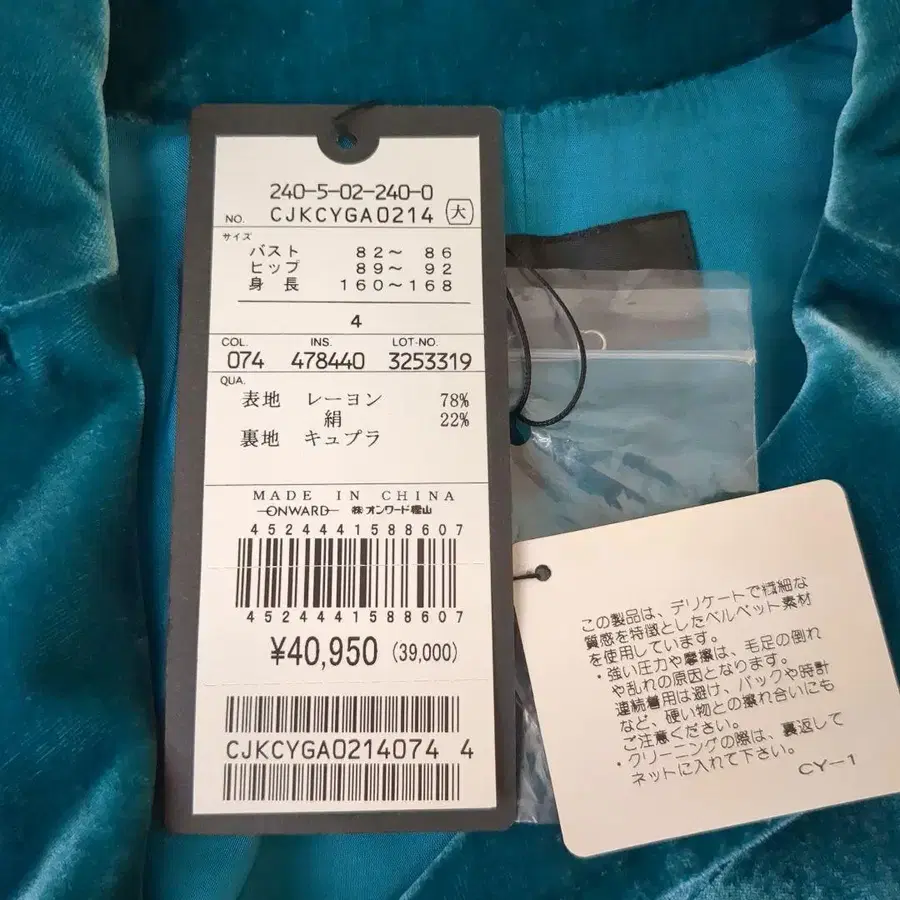 240-5-02-240-0
NO. CJKCYGA0214 大
サイズ
バスト 82～ 86
ヒップ 89～ 92
身長 160～168
4
COL. INS. LOT-NO.
074 478440 3253319
QUA.
表地 レーヨン 78%
絹 22%
裏地 キュプラ
MADE IN CHINA
ONWARD ㈱オンワード樫山
4524441588607
4524441588607
¥40,950 (39,000)
CJKCYGA0214074 4
この製品は、デリケートで繊細な
質感を特徴としたベルベット素材
を使用しています。
・強い圧力や摩擦は、毛足の倒れ
や乱れの原因となります。
連続着用は避け、バックや時計
など、硬い物との擦れ合いにも
ご注意ください。
・クリーニングの際は、裏返して
ネットに入れて下さい。
CY-1